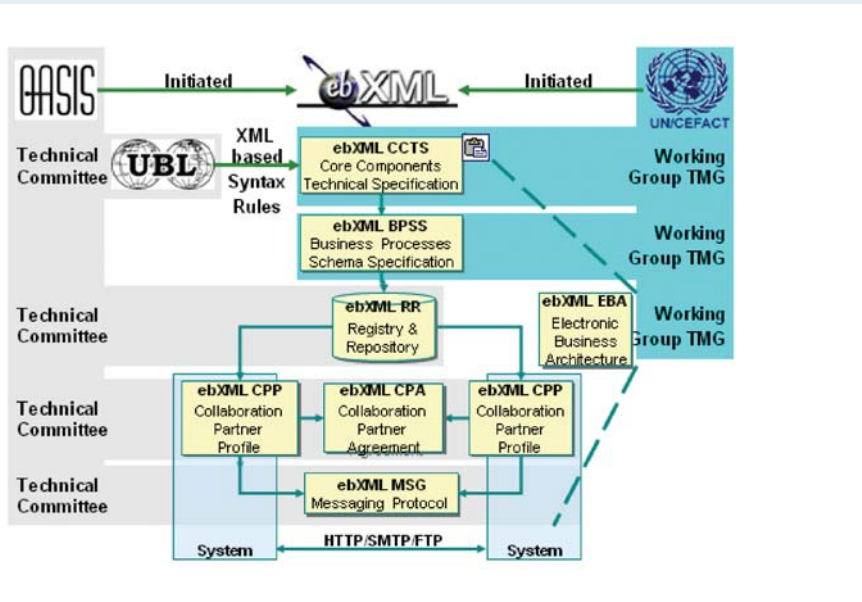 OASIS
Initiated
ebXML
Initiated
UN/CEFACT
Technical
Committee
UBL
XML
based
Syntax
Rules
ebXML CCTS
Core Components
Technical Specification
Working
Group TMG
ebXML BPSS
Business Processes
Schema Specification
Working
Group TMG
Technical
Committee
ebXML RR
Registry &
Repository
ebXML EBA
Electronic
Business
Architecture
Working
Group TMG
Technical
Committee
ebXML CPP
Collaboration
Partner
Profile
ebXML CPA
Collaboration
Partner
Agreement
ebXML CPP
Collaboration
Partner
Profile
Technical
Committee
ebXML MSG
Messaging Protocol
System
HTTP/SMTP/FTP
System